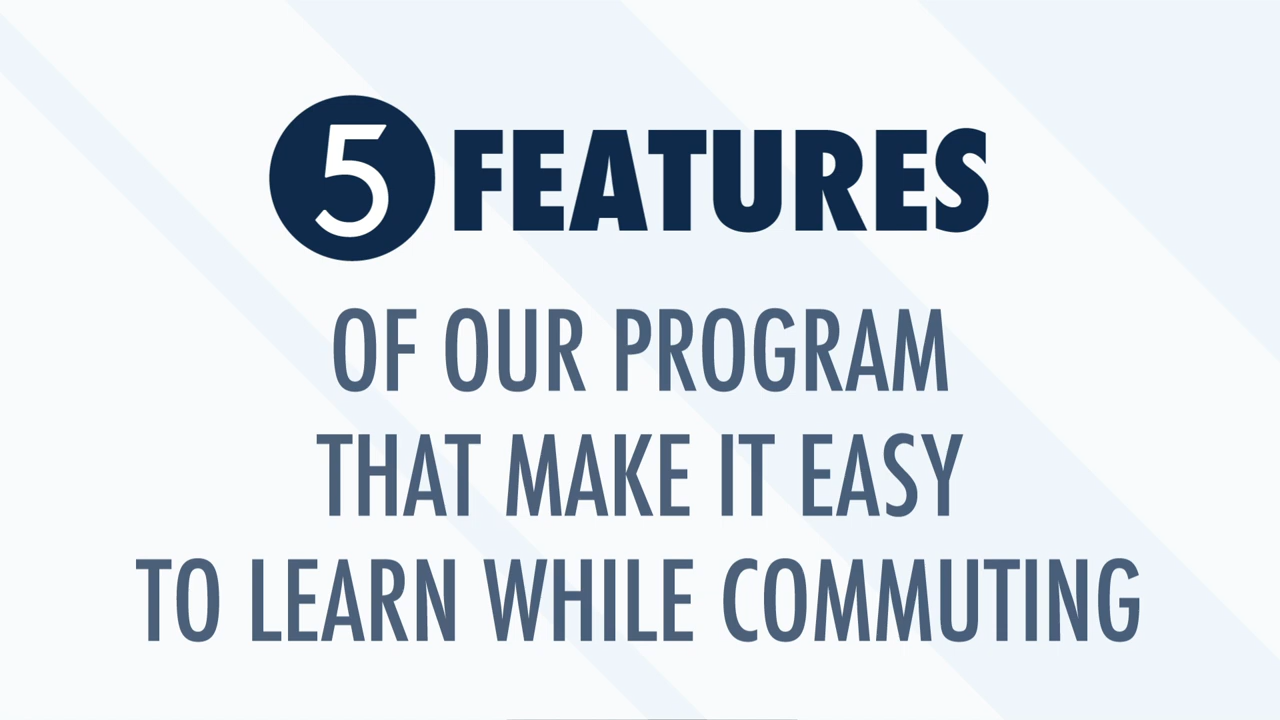 5 FEATURES
OF OUR PROGRAM
THAT MAKE IT EASY
TO LEARN WHILE COMMUTING